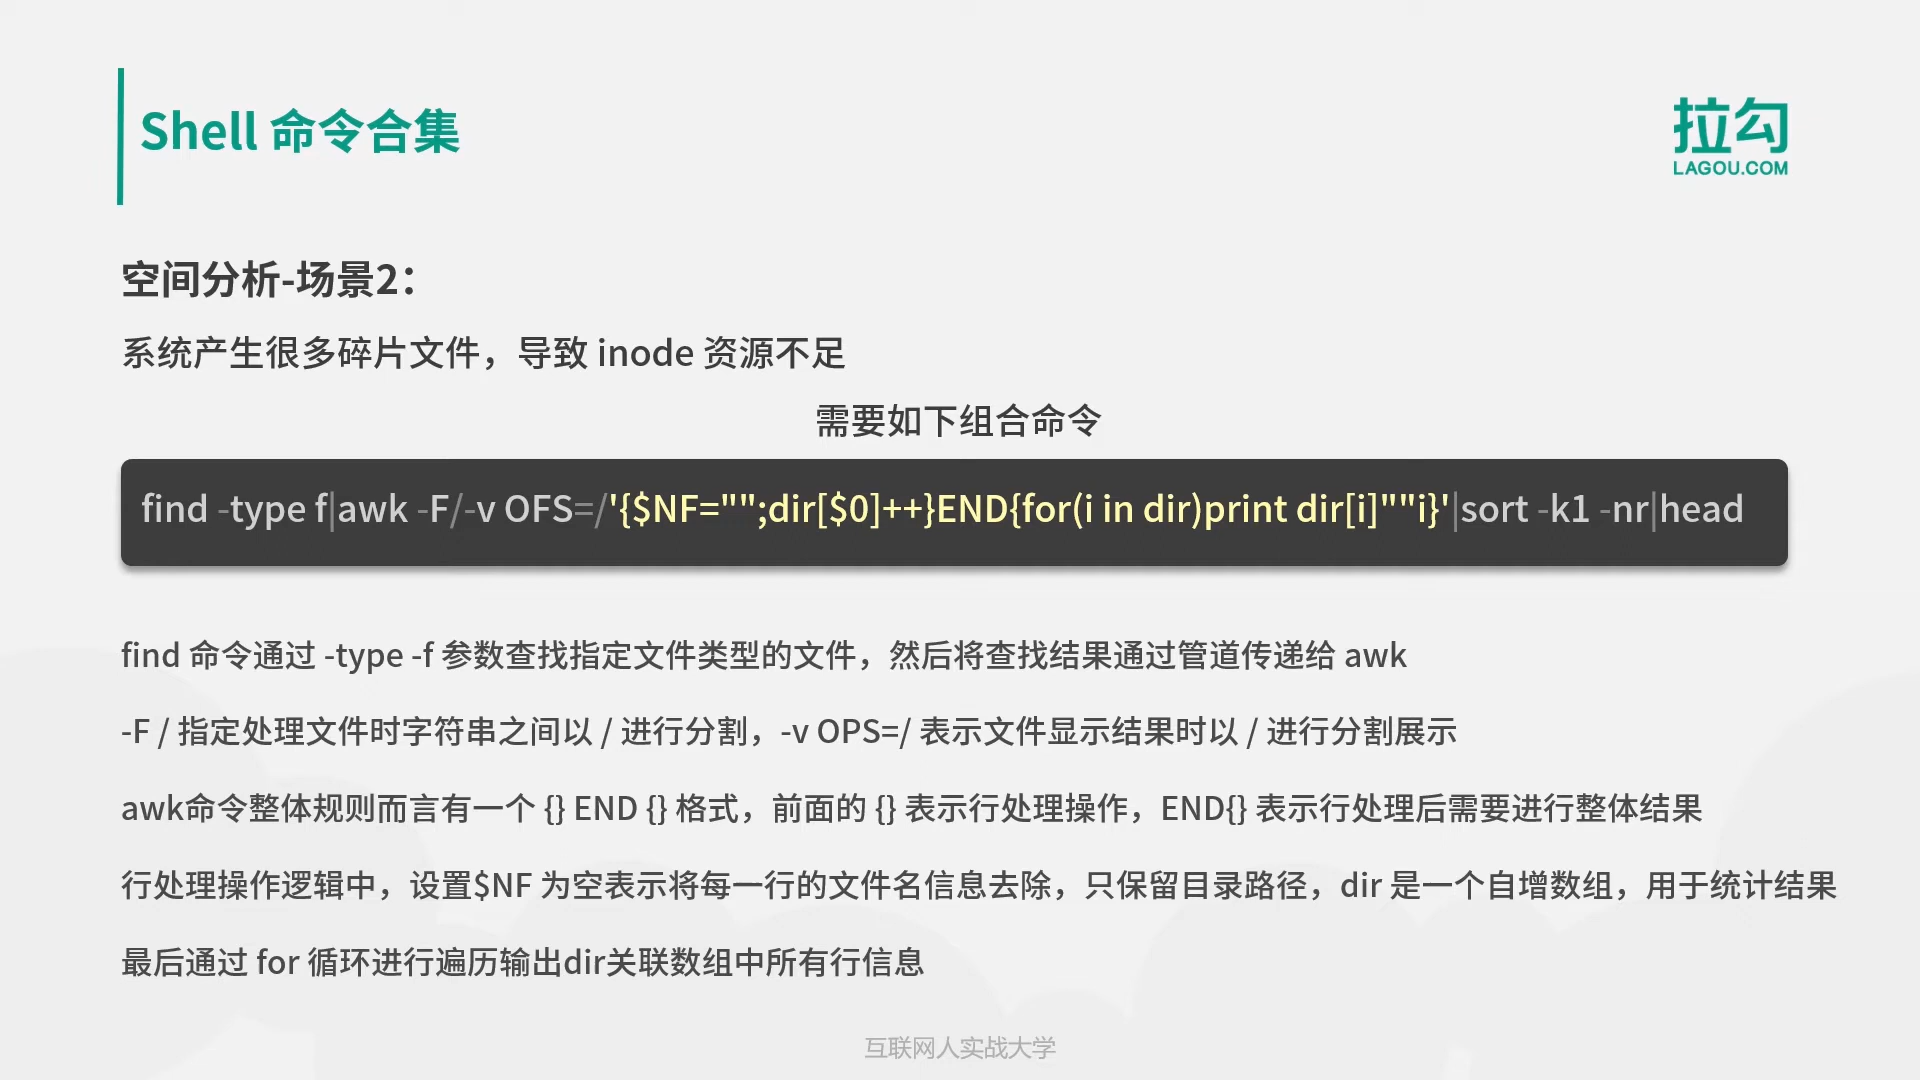 Shell 命令合集
拉勾
LAGOU.COM
空间分析-场景2：
系统产生很多碎片文件，导致 inode 资源不足
需要如下组合命令
find -type f|awk -F/-v OFS=/'{$NF="";dir[$0]++}END{for(i in dir)print dir[i]""i}'|sort -k1 -nr|head
find 命令通过 -type -f 参数查找指定文件类型的文件，然后将查找结果通过管道传递给 awk
-F / 指定处理文件时字符串之间以 / 进行分割，-v OPS=/ 表示文件显示结果时以 / 进行分割展示
awk命令整体规则而言有一个 {} END {} 格式，前面的 {} 表示行处理操作，END{} 表示行处理后需要进行整体结果
行处理操作逻辑中，设置$NF 为空表示将每一行的文件名信息去除，只保留目录路径，dir 是一个自增数组，用于统计结果
最后通过 for 循环进行遍历输出dir关联数组中所有行信息
互联网人实战大学